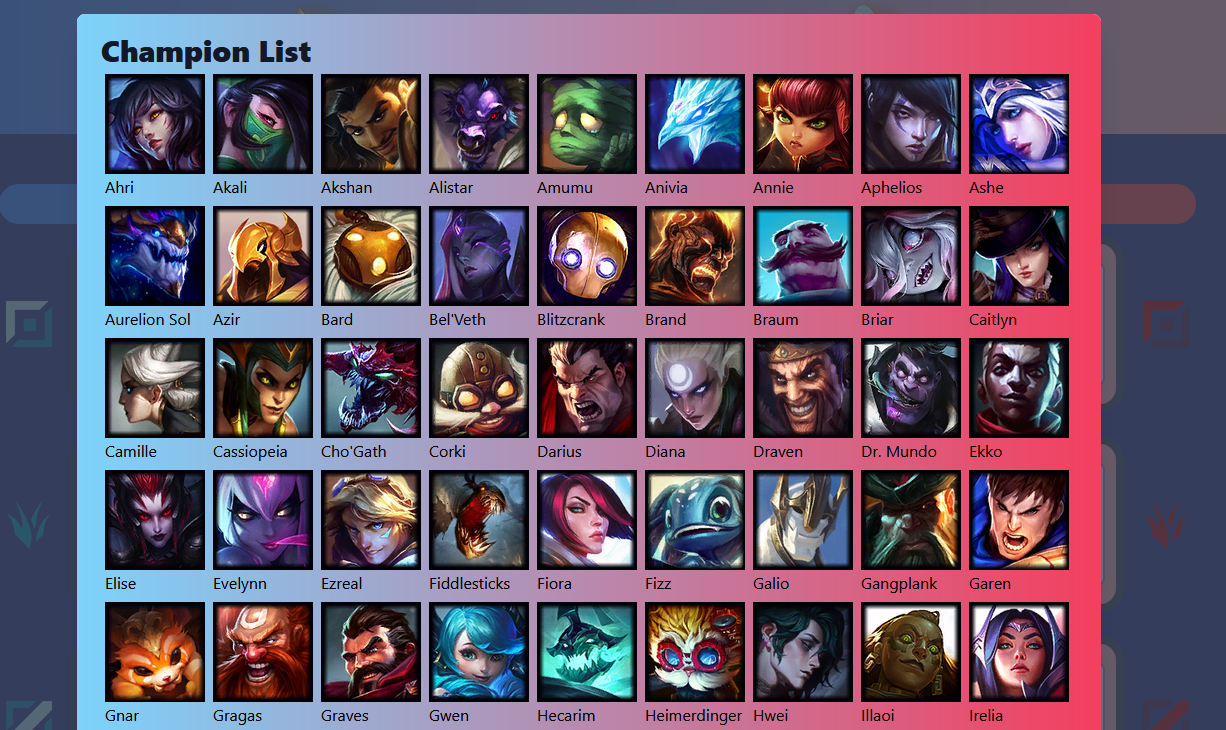 Champion List
Ahri Akali Akshan Alistar Amumu Anivia Annie Aphelios Ashe
Aurelion Sol Azir Bard Bel'Veth Blitzcrank Brand Braum Briar Caitlyn
Camille Cassiopeia Cho'Gath Corki Darius Diana Draven Dr. Mundo Ekko
Elise Evelynn Ezreal Fiddlesticks Fiora Fizz Galio Gangplank Garen
Gnar Gragas Graves Gwen Hecarim Heimerdinger Hwei Illaoi Irelia